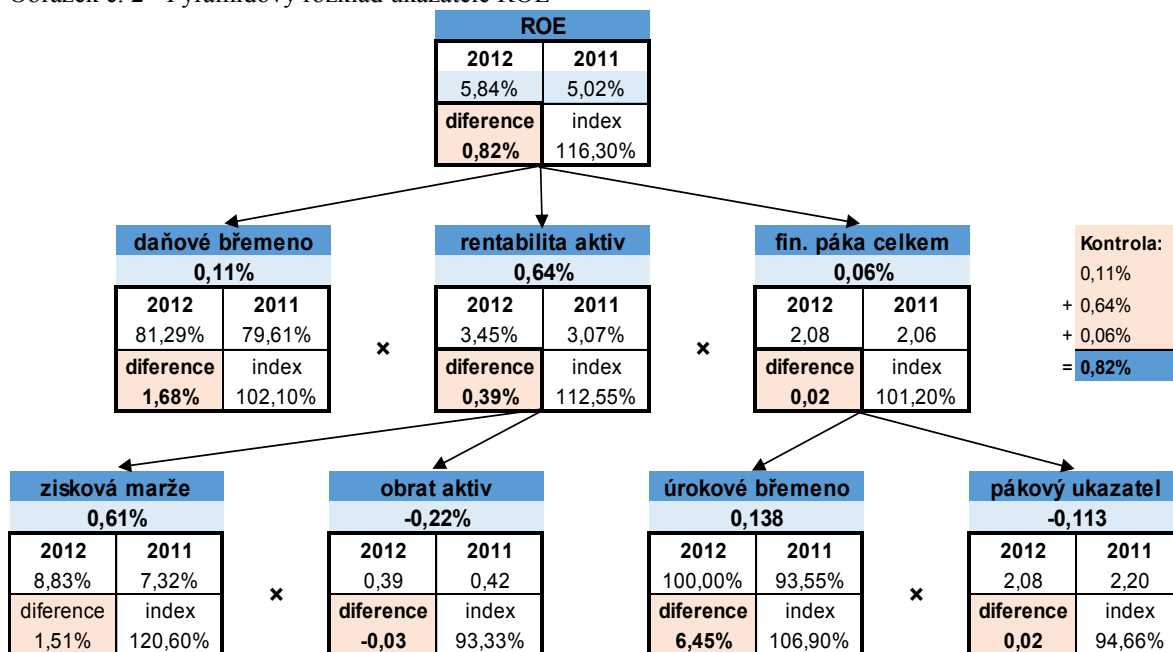 Obrázek č. 2 - Pyramidový rozklad ukazatele ROE
ROE
2012 2011
5,84% 5,02%
diference index
0,82% 116,30%
daňové břemeno rentabilita aktiv fin. páka celkem Kontrola:
0,11% 0,64% 0,06% 0,11%
2012 2011 2012 2011 2012 2011 + 0,64%
81,29% 79,61% × 3,45% 3,07% × 2,08 2,06 + 0,06%
diference index diference index diference index = 0,82%
1,68% 102,10% 0,39% 112,55% 0,02 101,20%
zisková marže obrat aktiv úrokové břemeno pákový ukazatel
0,61% -0,22% 0,138 -0,113
2012 2011 2012 2011 2012 2011 2012 2011
8,83% 7,32% × 0,39 0,42 100,00% 93,55% × 2,08 2,20
diference index diference index diference index diference index
1,51% 120,60% -0,03 93,33% 6,45% 106,90% 0,02 94,66%